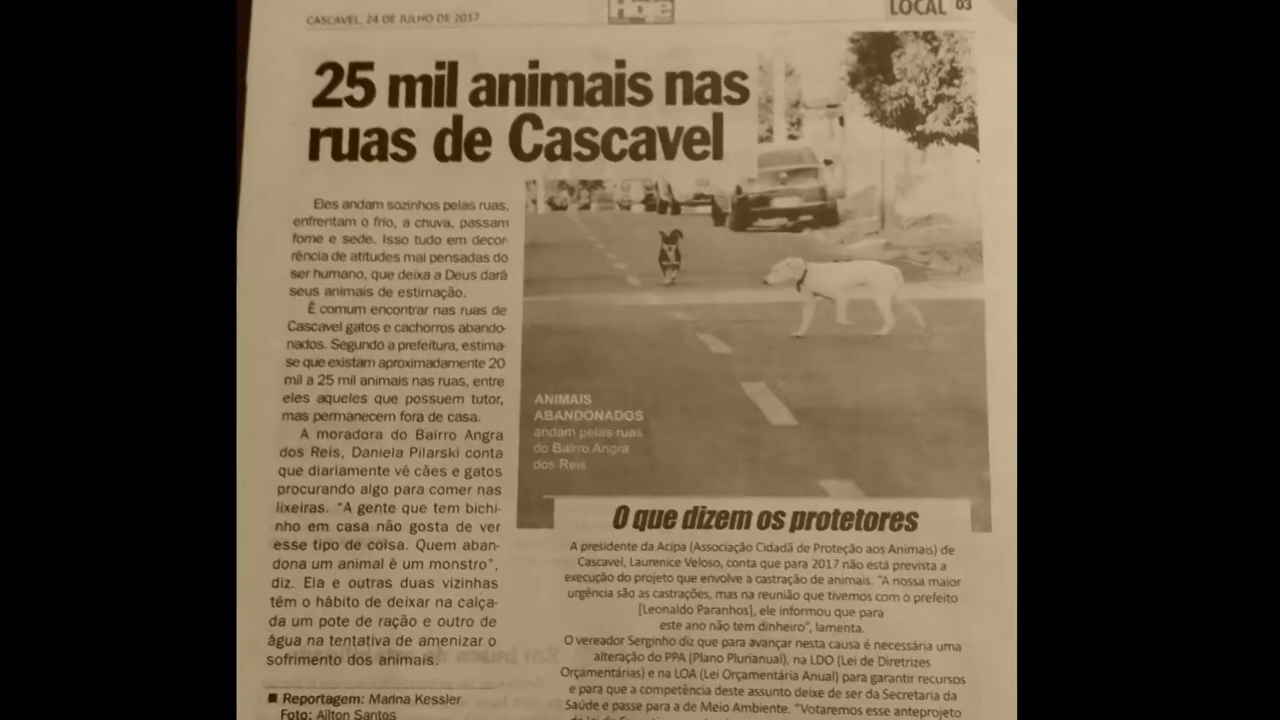 CASCAVEL, 24 DE JULHO DE 2017
Hoje
LOCAL 03
25 mil animais nas
ruas de Cascavel
Eles andam sozinhos pelas ruas,
enfrentam o frio, a chuva, passam
fome e sede. Isso tudo em decor-
rência de atitudes mal pensadas do
ser humano, que deixa a Deus dará
seus animais de estimação.
É comum encontrar nas ruas de
Cascavel gatos e cachorros abando-
nados. Segundo a prefeitura, estima-
se que existam aproximadamente 20
mil a 25 mil animais nas ruas, entre
eles aqueles que possuem tutor,
mas permanecem fora de casa.
A moradora do Bairro Angra
dos Reis, Daniela Pilarski conta
que diariamente vê cães e gatos
procurando algo para comer nas
lixeiras. "A gente que tem bichi-
nho em casa não gosta de ver
esse tipo de coisa. Quem aban-
dona um animal é um monstro",
diz. Ela e outras duas vizinhas
têm o hábito de deixar na calça-
da um pote de ração e outro de
água na tentativa de amenizar o
sofrimento dos animais.
■ Reportagem: Marina Kessler
Foto: Ailton Santos
ANIMAIS
ABANDONADOS
andam pelas ruas
do Bairro Angra
dos Reis
O que dizem os protetores
A presidente da Acipa (Associação Cidadã de Proteção aos Animais) de
Cascavel, Laurenice Veloso, conta que para 2017 não está prevista a
execução do projeto que envolve a castração de animais. "A nossa maior
urgência são as castrações, mas na reunião que tivemos com o prefeito
[Leonaldo Paranhos], ele informou que para
este ano não tem dinheiro", lamenta.
O vereador Serginho diz que para avançar nesta causa é necessária uma
alteração do PPA (Plano Plurianual), na LDO (Lei de Diretrizes
Orçamentárias) e na LOA (Lei Orçamentária Anual) para garantir recursos
e para que a competência deste assunto deixe de ser da Secretaria da
Saúde e passe para a de Meio Ambiente. "Votaremos esse anteprojeto